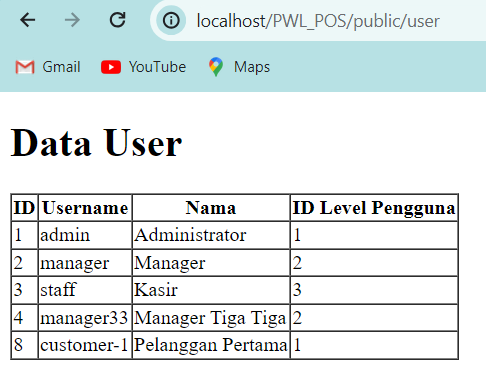 localhost/PWL_POS/public/user
Gmail YouTube Maps
Data User
ID Username Nama ID Level Pengguna
1 admin Administrator 1
2 manager Manager 2
3 staff Kasir 3
4 manager33 Manager Tiga Tiga 2
8 customer-1 Pelanggan Pertama 1